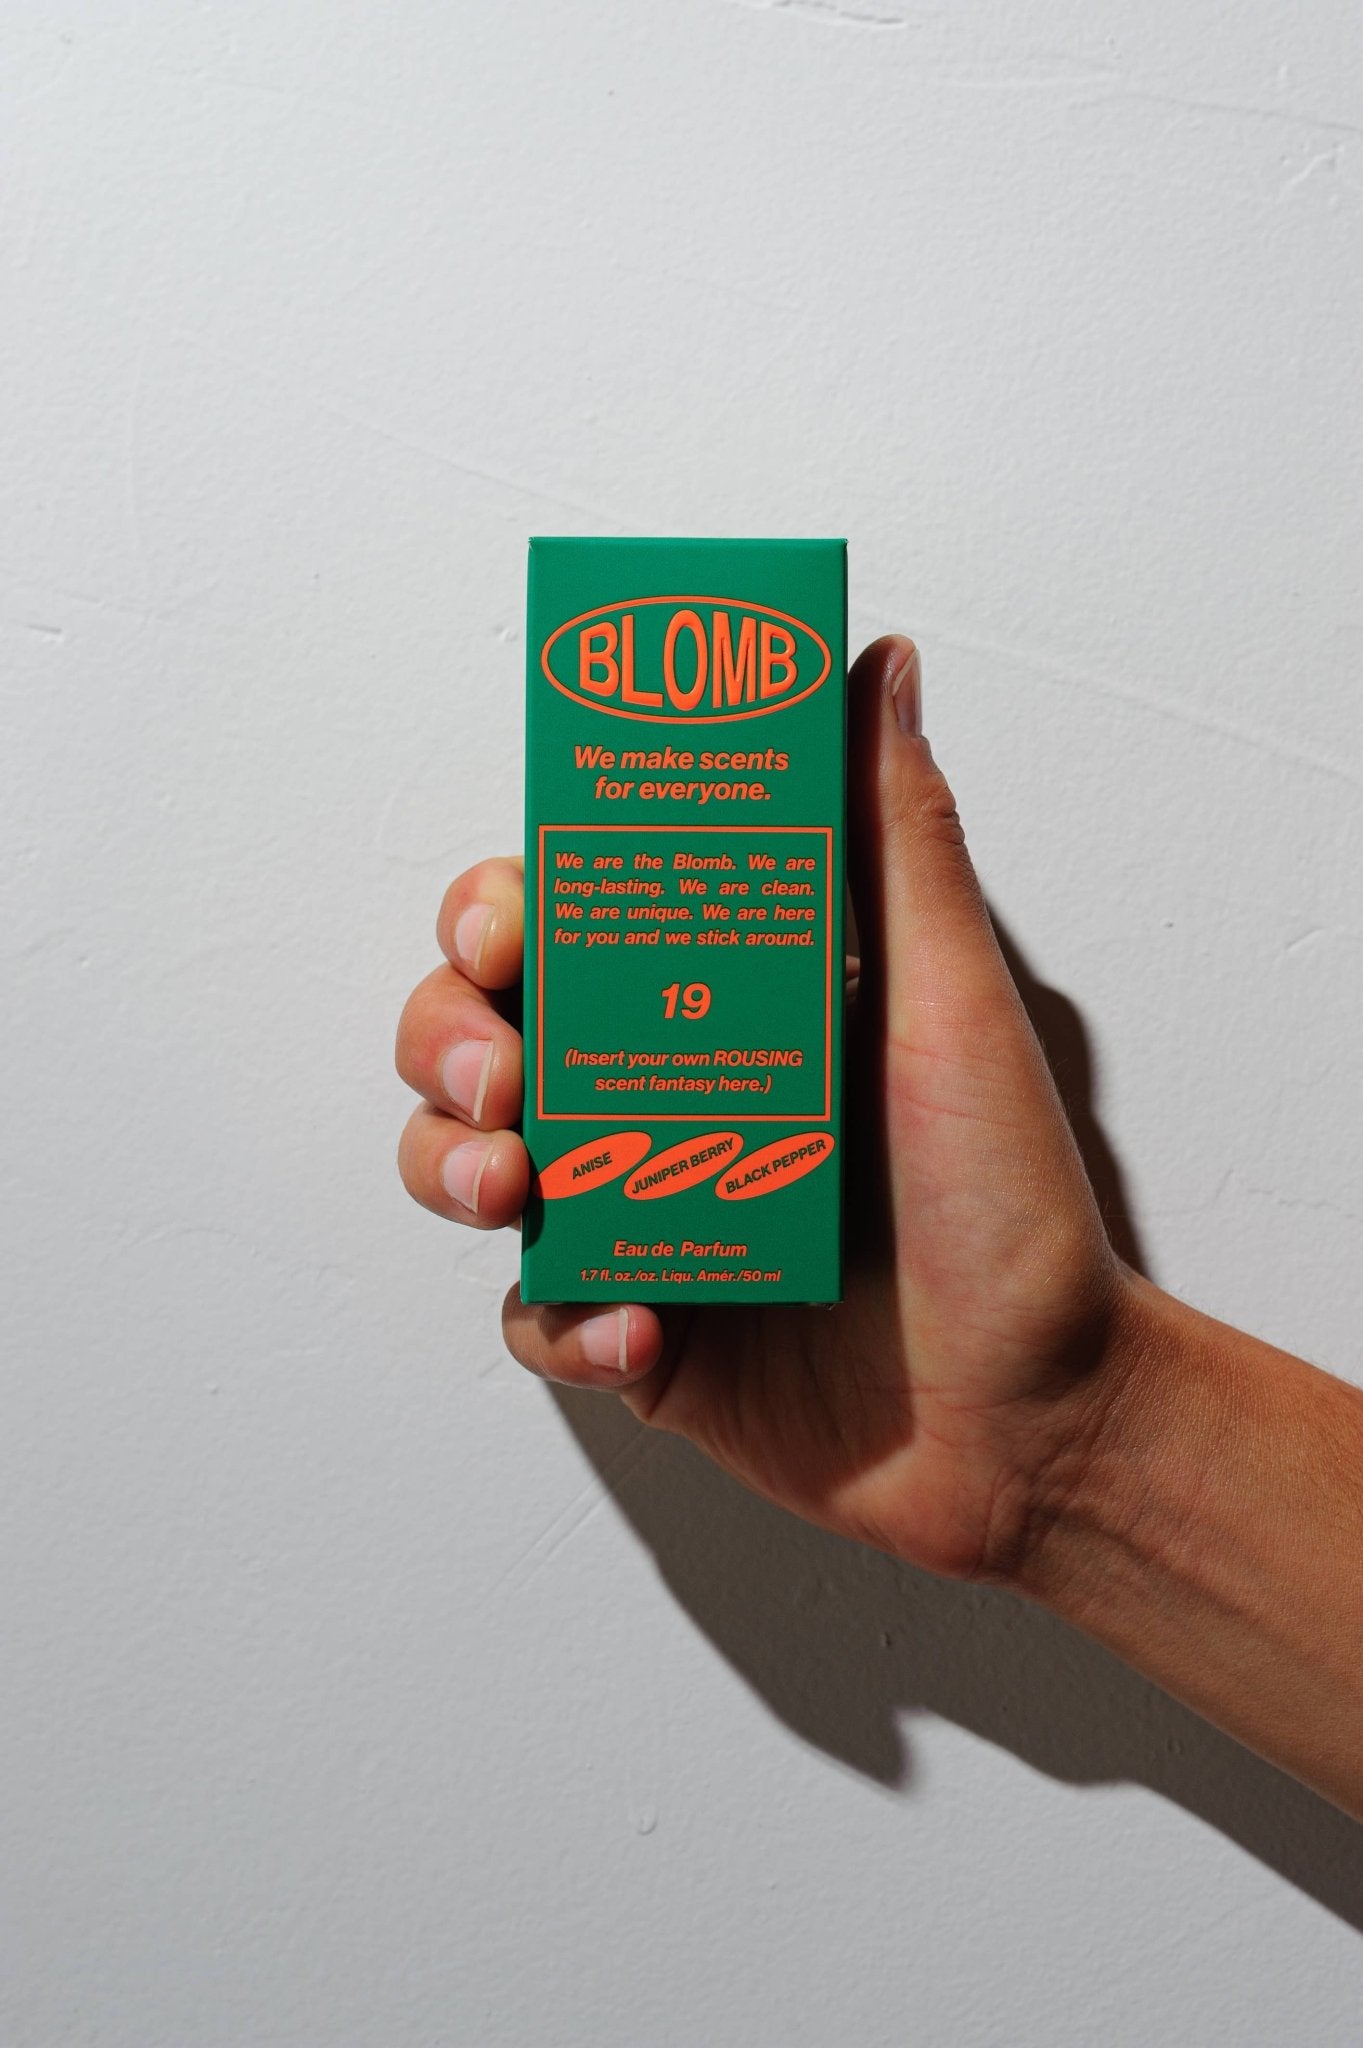 BLOMB
We make scents
for everyone.
We are the Blomb. We are
long-lasting. We are clean.
We are unique. We are here
for you and we stick around.
19
(Insert your own ROUSING
scent fantasy here.)
ANISE
JUNIPER BERRY
BLACK PEPPER
Eau de Parfum
1.7 fl. oz./oz. Liqu. Amér./50 ml